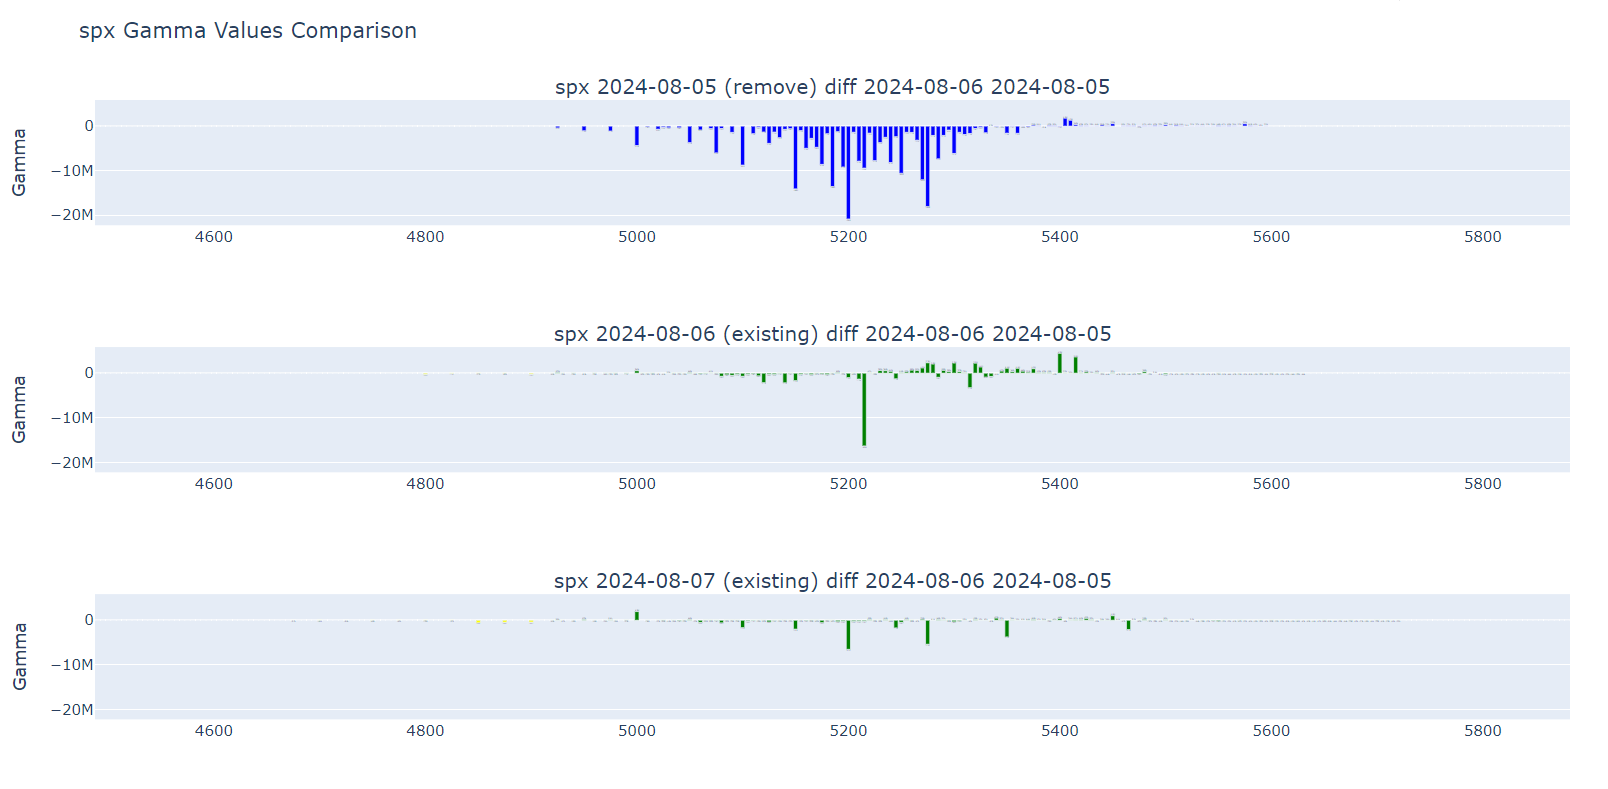 spx Gamma Values Comparison
spx 2024-08-05 (remove) diff 2024-08-06 2024-08-05
Gamma
0
−10M
−20M
4600 4800 5000 5200 5400 5600 5800
spx 2024-08-06 (existing) diff 2024-08-06 2024-08-05
Gamma
0
−10M
−20M
4600 4800 5000 5200 5400 5600 5800
spx 2024-08-07 (existing) diff 2024-08-06 2024-08-05
Gamma
0
−10M
−20M
4600 4800 5000 5200 5400 5600 5800